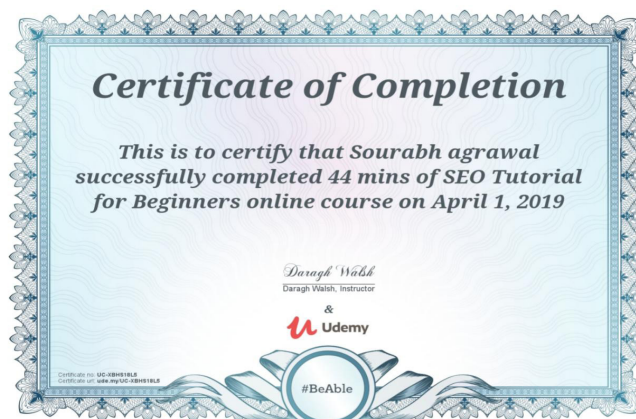 Certificate of Completion
This is to certify that Sourabh agrawal
successfully completed 44 mins of SEO Tutorial
for Beginners online course on April 1, 2019
Daragh Walsh
Daragh Walsh, Instructor
&
Udemy
Certificate no: UC-XBHS18L5
Certificate url: ude.my/UC-XBHS18L5
#BeAble